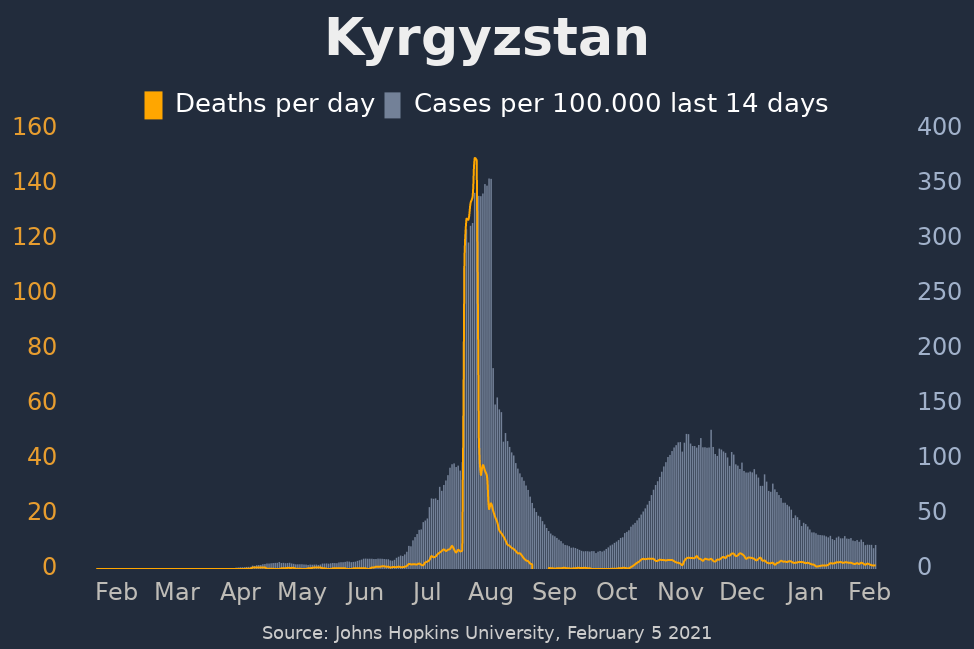 Kyrgyzstan
Deaths per day Cases per 100.000 last 14 days
160 400
140 350
120 300
100 250
80 200
60 150
40 100
20 50
0 0
Feb Mar Apr May Jun Jul Aug Sep Oct Nov Dec Jan Feb
Source: Johns Hopkins University, February 5 2021